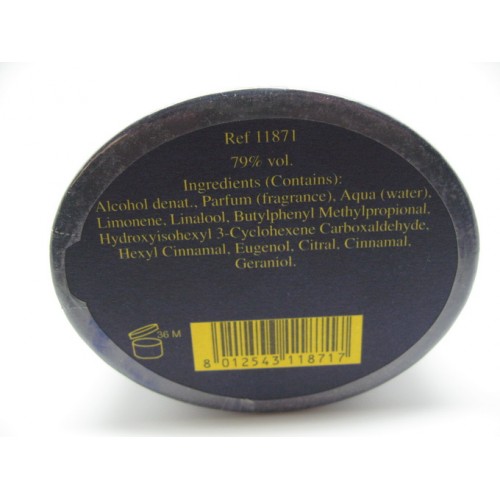 Ref 11871
79% vol.
Ingredients (Contains):
Alcohol denat., Parfum (fragrance), Aqua (water),
Limonene, Linalool, Butylphenyl Methylpropional,
Hydroxyisohexyl 3-Cyclohexene Carboxaldehyde,
Hexyl Cinnamal, Eugenol, Citral, Cinnamal,
Geraniol.
36 M
8 012543 118717